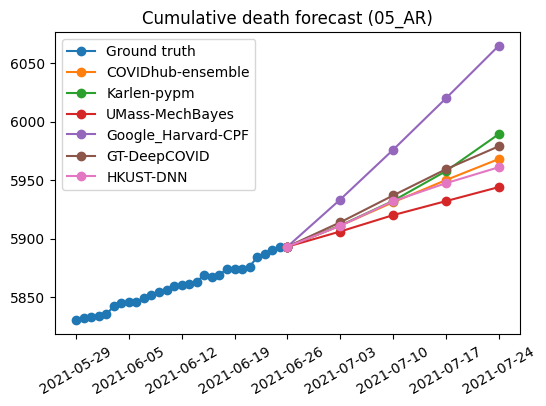 Cumulative death forecast (05_AR)
Ground truth
COVIDhub-ensemble
Karlen-pypm
UMass-MechBayes
Google_Harvard-CPF
GT-DeepCOVID
HKUST-DNN
6050
6000
5950
5900
5850
2021-05-29
2021-06-05
2021-06-12
2021-06-19
2021-06-26
2021-07-03
2021-07-10
2021-07-17
2021-07-24